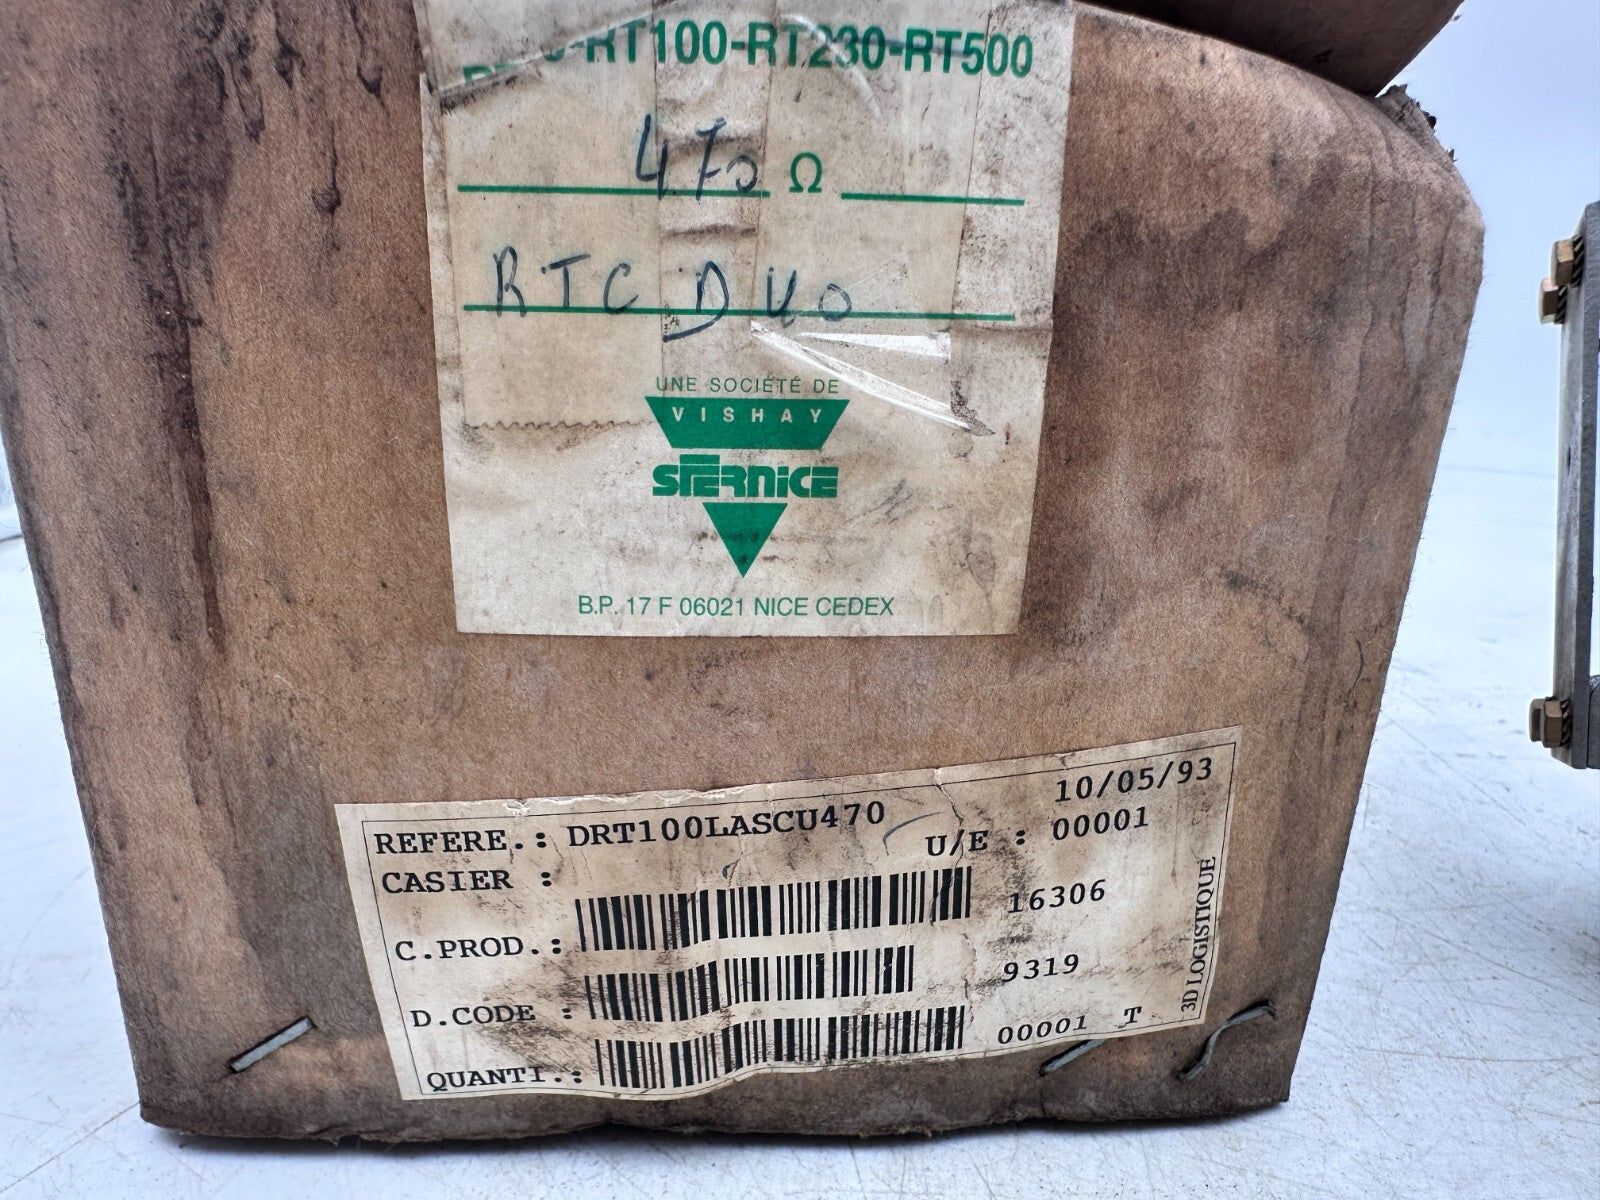 -RT100-RT230-RT500
470 Ω
RTC DUO
UNE SOCIÉTÉ DE
VISHAY
SFERNICE
B.P. 17 F 06021 NICE CEDEX
10/05/93
REFERE.: DRT100LASCU470
U/E : 00001
CASIER :
C.PROD.: 16306
D.CODE : 9319
QUANTI.: 00001 T
3D LOGISTIQUE